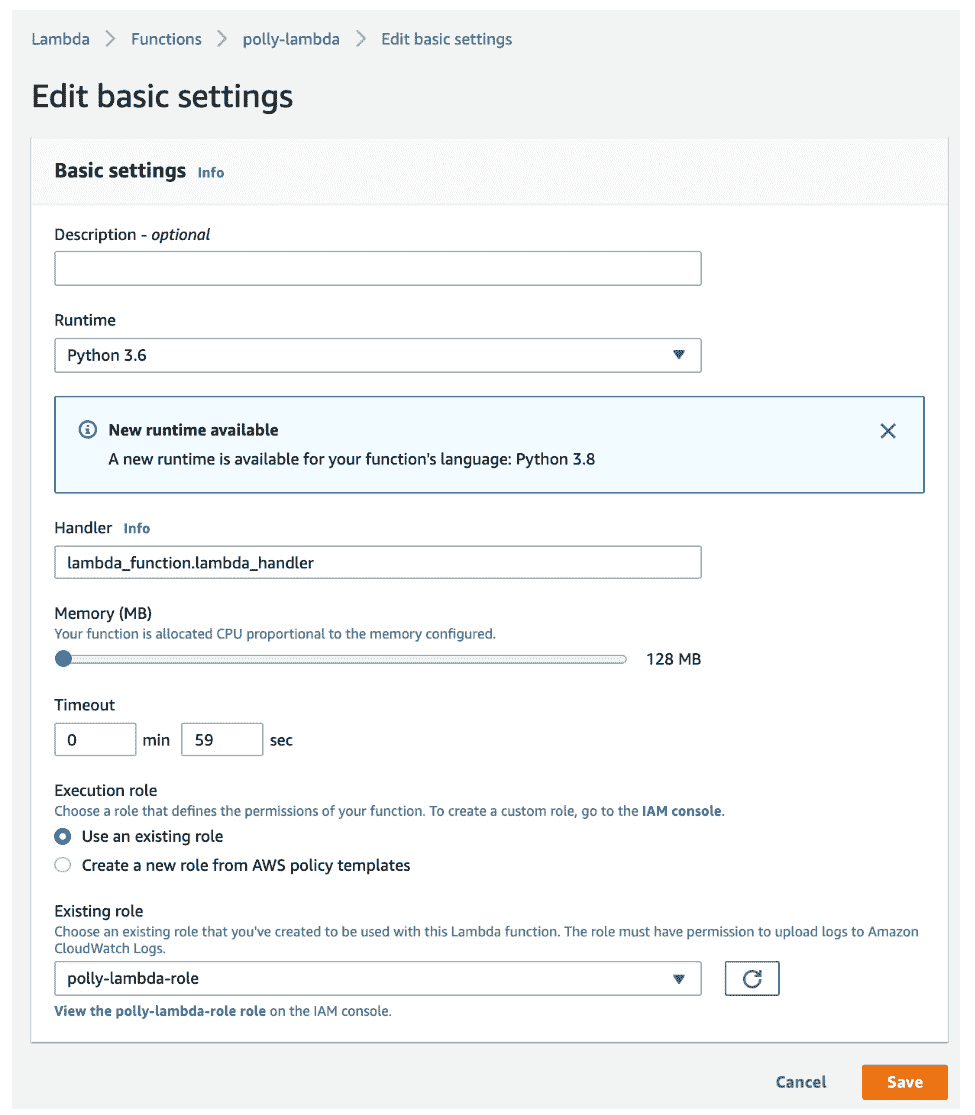 Lambda > Functions > polly-lambda > Edit basic settings
Edit basic settings
Basic settings Info
Description - optional
Runtime
Python 3.6
New runtime available
A new runtime is available for your function's language: Python 3.8
Handler Info
lambda_function.lambda_handler
Memory (MB)
Your function is allocated CPU proportional to the memory configured.
128 MB
Timeout
0 min 59 sec
Execution role
Choose a role that defines the permissions of your function. To create a custom role, go to the IAM console.
Use an existing role
Create a new role from AWS policy templates
Existing role
Choose an existing role that you've created to be used with this Lambda function. The role must have permission to upload logs to Amazon
CloudWatch Logs.
polly-lambda-role
View the polly-lambda-role role on the IAM console.
Cancel Save